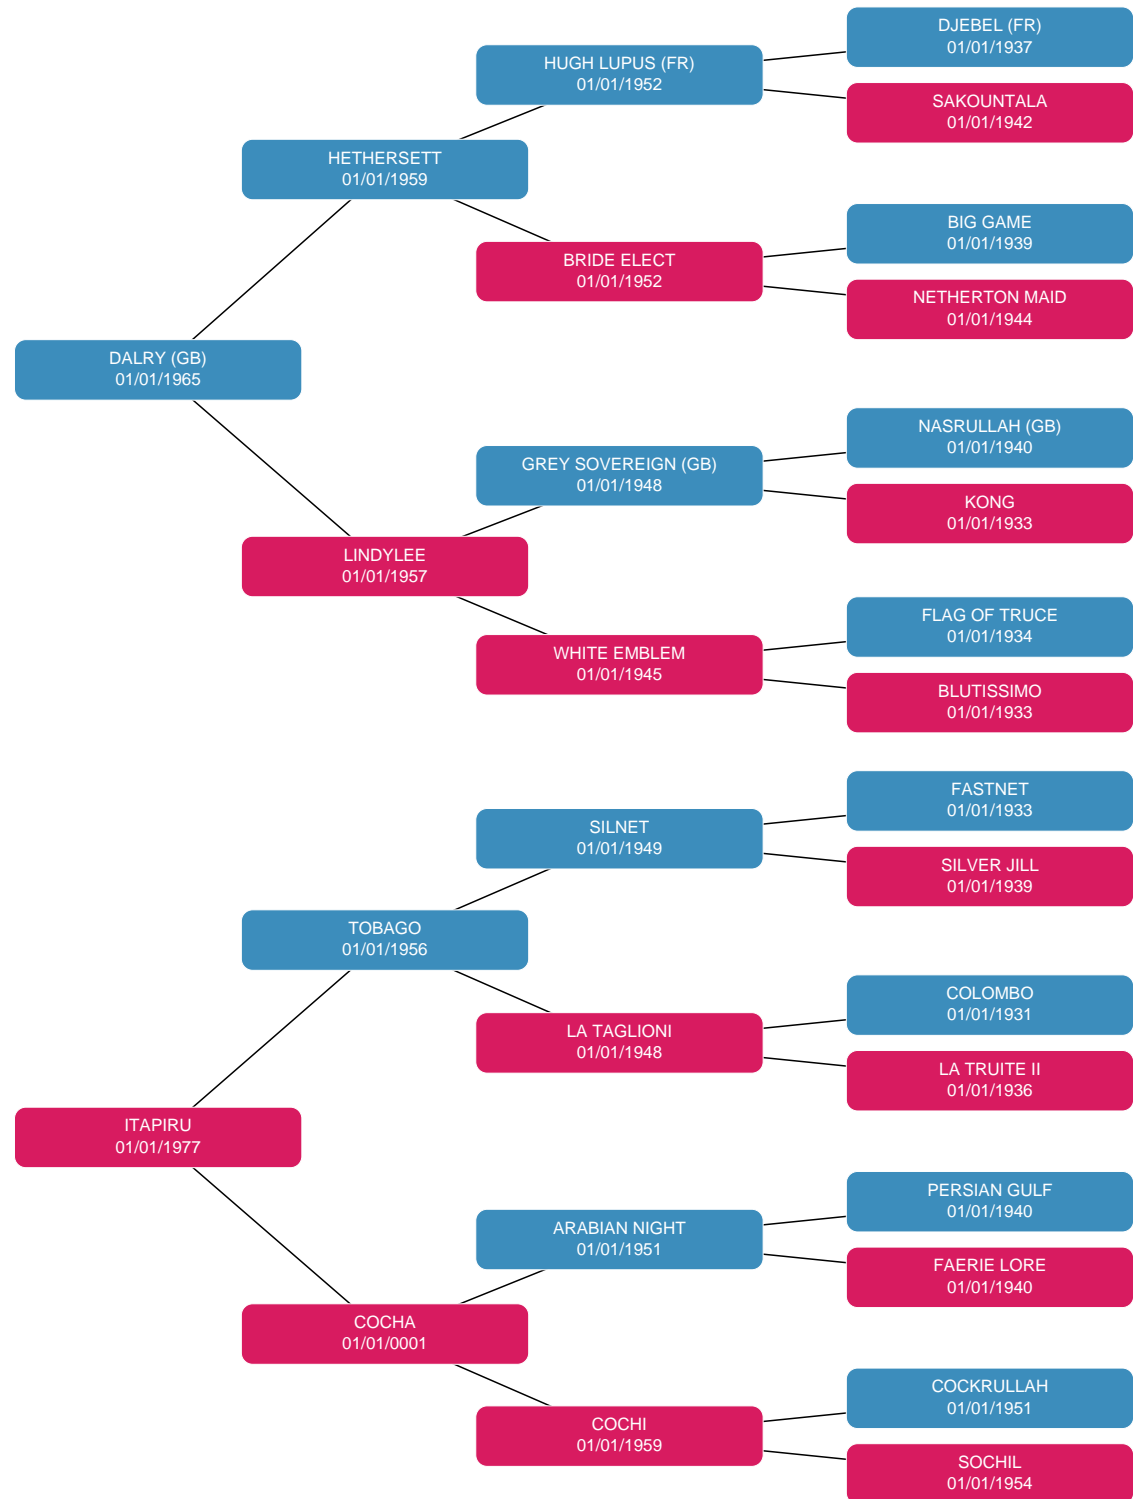 DJEBEL (FR)
01/01/1937
HUGH LUPUS (FR)
01/01/1952
SAKOUNTALA
01/01/1942
HETHERSETT
01/01/1959
BIG GAME
01/01/1939
BRIDE ELECT
01/01/1952
NETHERTON MAID
01/01/1944
DALRY (GB)
01/01/1965
NASRULLAH (GB)
01/01/1940
GREY SOVEREIGN (GB)
01/01/1948
KONG
01/01/1933
LINDYLEE
01/01/1957
FLAG OF TRUCE
01/01/1934
WHITE EMBLEM
01/01/1945
BLUTISSIMO
01/01/1933
FASTNET
01/01/1933
SILNET
01/01/1949
SILVER JILL
01/01/1939
TOBAGO
01/01/1956
COLOMBO
01/01/1931
LA TAGLIONI
01/01/1948
LA TRUITE II
01/01/1936
ITAPIRU
01/01/1977
PERSIAN GULF
01/01/1940
ARABIAN NIGHT
01/01/1951
FAERIE LORE
01/01/1940
COCHA
01/01/0001
COCKRULLAH
01/01/1951
COCHI
01/01/1959
SOCHIL
01/01/1954